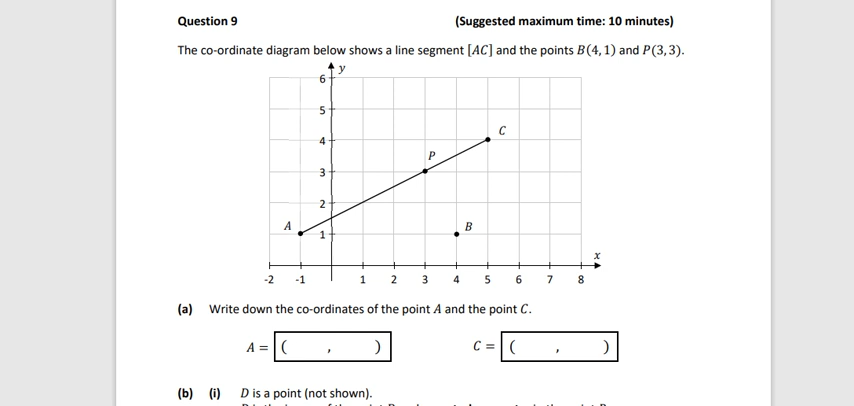 Question 9 (Suggested maximum time: 10 minutes)
The co-ordinate diagram below shows a line segment [AC] and the points B(4, 1) and P(3, 3).
y
6
5
C
4
P
3
2
A B
1
x
-2 -1 1 2 3 4 5 6 7 8
(a) Write down the co-ordinates of the point A and the point C.
A = ( , ) C = ( , )
(b) (i) D is a point (not shown).